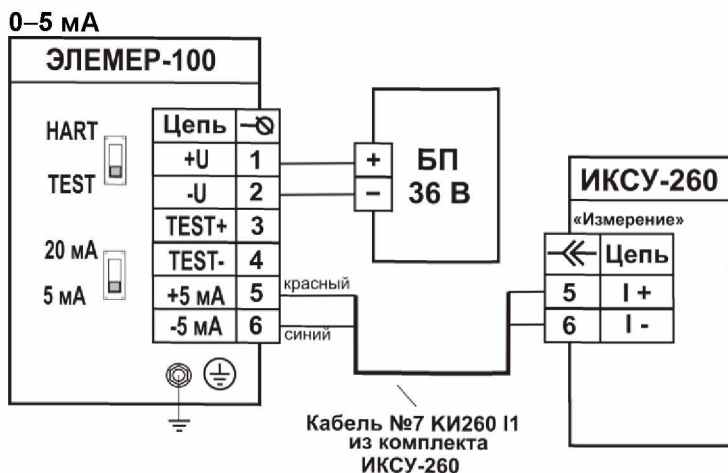 0–5 мА
ЭЛЕМЕР-100
HART
TEST
20 мА
5 мА
Цепь
+U 1
-U 2
TEST+ 3
TEST- 4
+5 мА 5
-5 мА 6
красный
синий
+
–
БП
36 В
ИКСУ-260
«Измерение»
Цепь
5 I +
6 I -
Кабель №7 КИ260 I1
из комплекта
ИКСУ-260